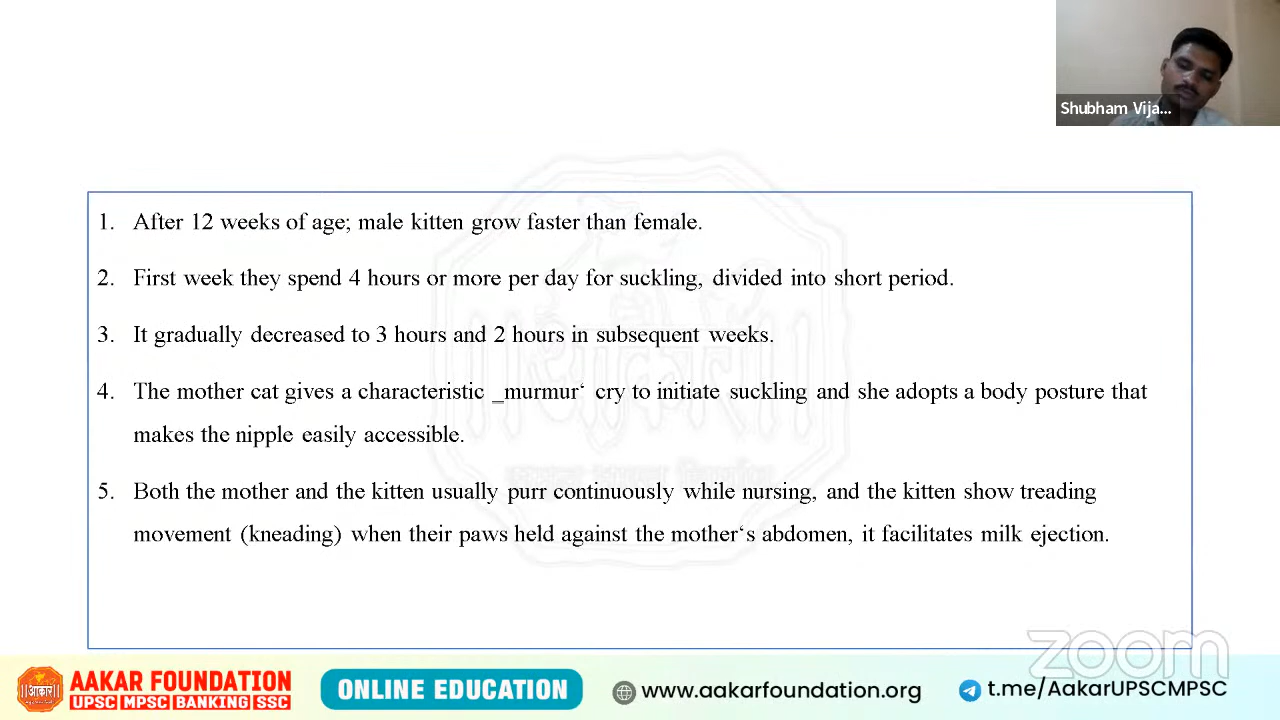 Shubham Vija...
1. After 12 weeks of age; male kitten grow faster than female.
2. First week they spend 4 hours or more per day for suckling, divided into short period.
3. It gradually decreased to 3 hours and 2 hours in subsequent weeks.
4. The mother cat gives a characteristic _murmur‘ cry to initiate suckling and she adopts a body posture that
makes the nipple easily accessible.
5. Both the mother and the kitten usually purr continuously while nursing, and the kitten show treading
movement (kneading) when their paws held against the mother‘s abdomen, it facilitates milk ejection.
zoom
आकार
AAKAR FOUNDATION
UPSC MPSC BANKING SSC
ONLINE EDUCATION
www.aakarfoundation.org
t.me/AakarUPSCMPSC